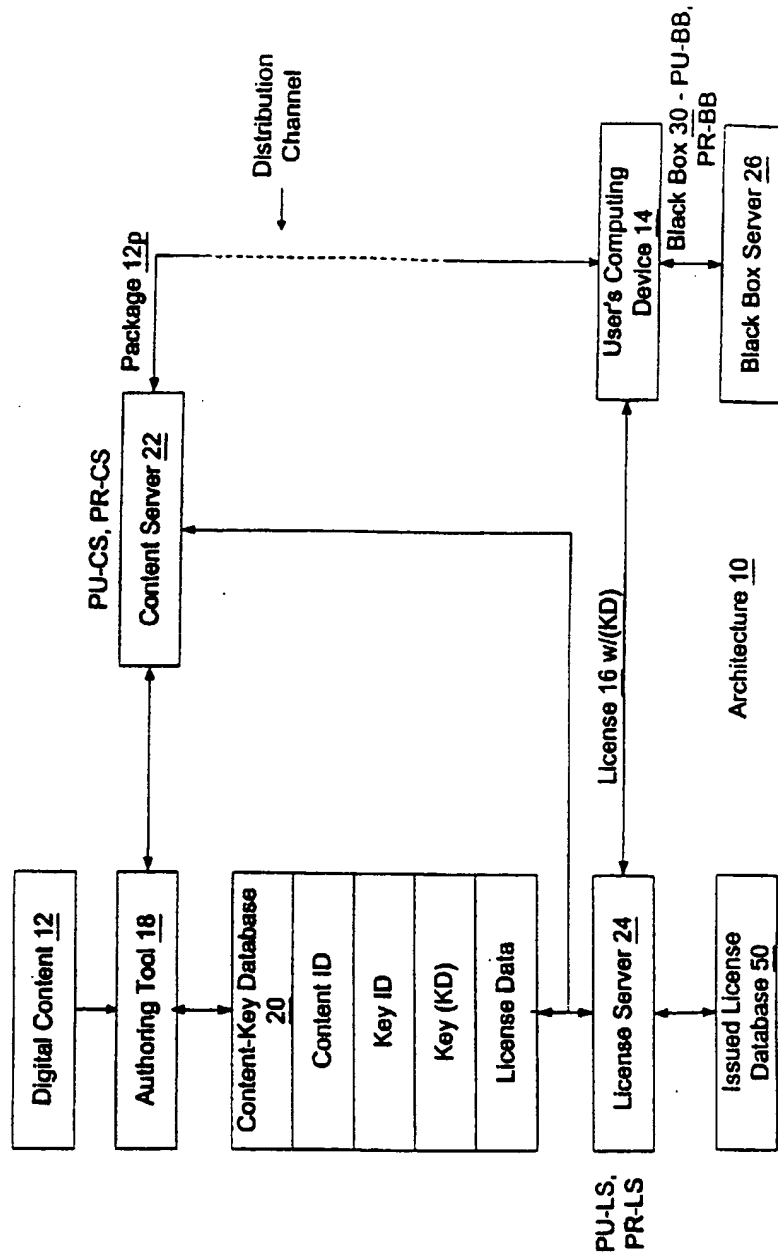 Digital Content 12
Authoring Tool 18
Content-Key Database
20
Content ID
Key ID
Key (KD)
License Data
PU-LS,
PR-LS
License Server 24
Issued License
Database 50
PU-CS, PR-CS
Content Server 22
Package 12p
Distribution
Channel
License 16 w/(KD)
User's Computing
Device 14
Black Box 30 - PU-BB,
PR-BB
Black Box Server 26
Architecture 10